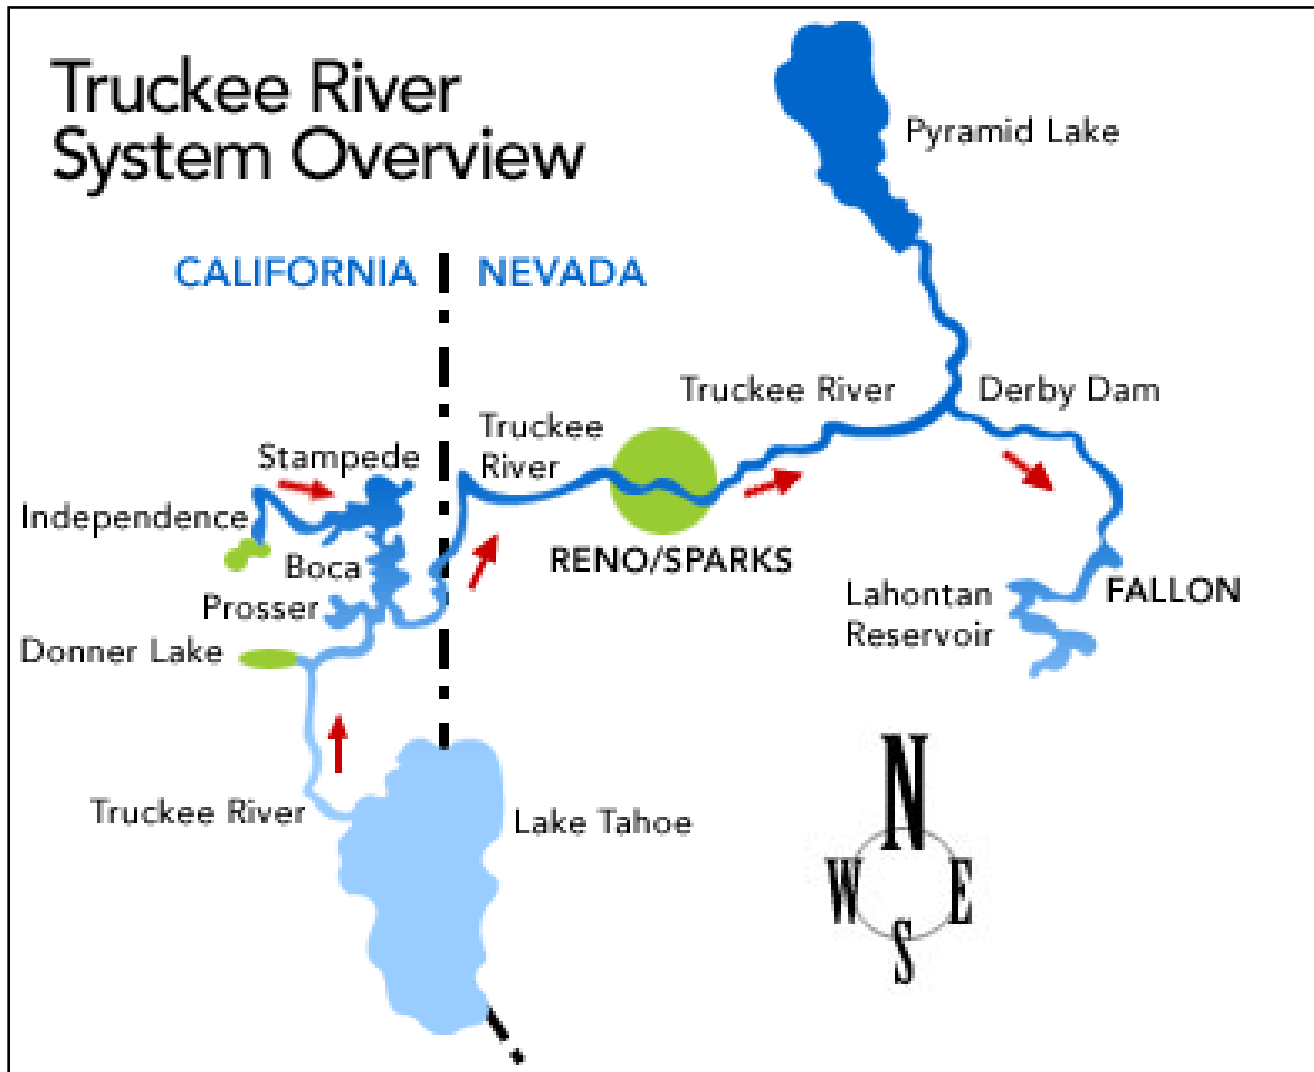 Truckee River
System Overview
Pyramid Lake
CALIFORNIA
NEVADA
Truckee River
Derby Dam
Truckee
River
Stampede
Independence
Boca
RENO/SPARKS
Prosser
Lahontan
Reservoir
FALLON
Donner Lake
Truckee River
Lake Tahoe
N
W
E
S